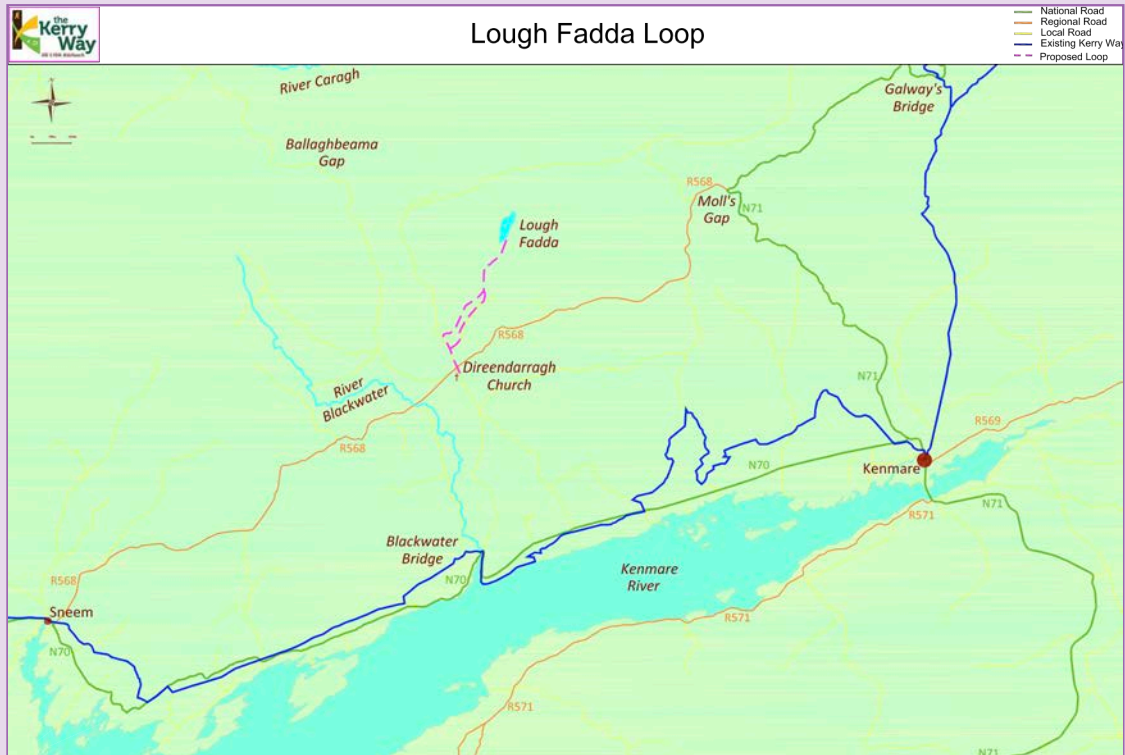 the
Kerry
Way
Lough Fadda Loop
National Road
Regional Road
Local Road
Existing Kerry Way
Proposed Loop
River Caragh
Galway's
Bridge
Ballaghbeama
Gap
R568
Moll's
Gap
N71
Lough
Fadda
R568
Direendarragh
Church
N71
River
Blackwater
R568
R569
N70
Kenmare
N71
R571
Blackwater
Bridge
Kenmare
River
N70
R568
Sneem
R571
N70
R571
N71